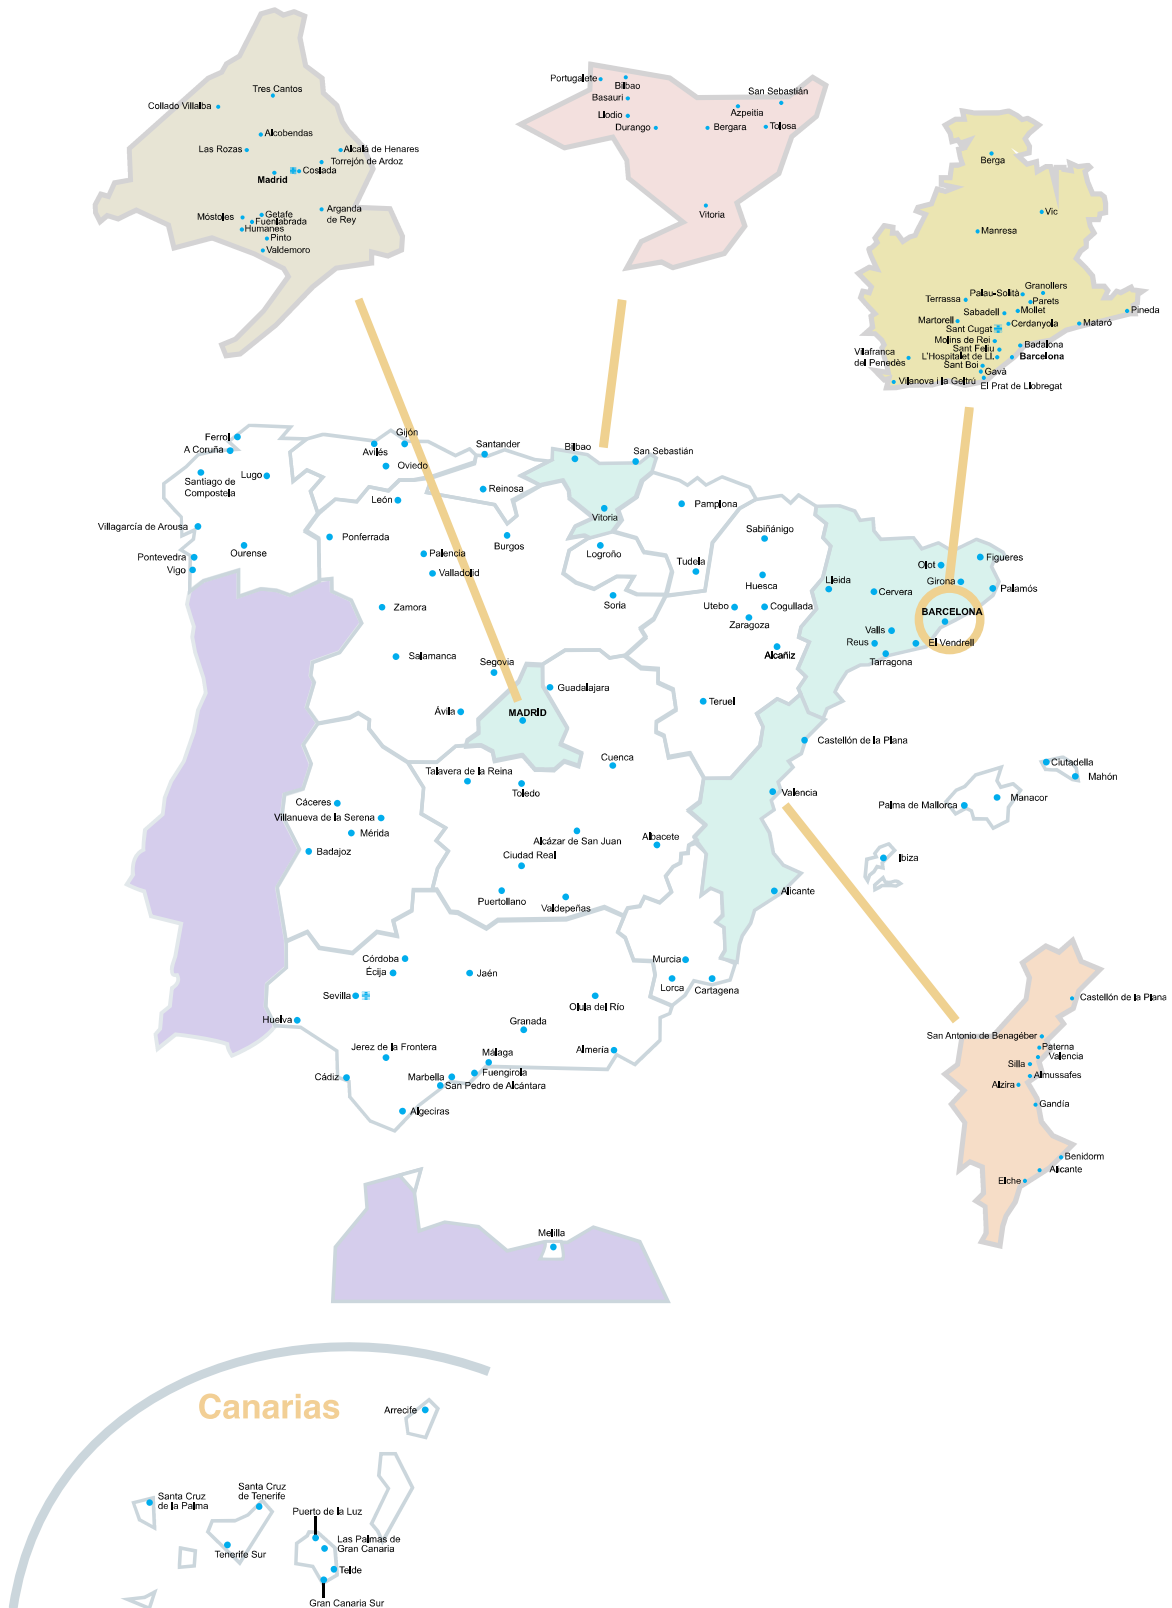 Tres Cantos
Collado Villalba
Alcobendas
Las Rozas
Alcalà de Henares
Torrejón de Ardoz
Coslada
Madrid
Arganda
de Rey
Móstoles
Getafe
Fuenlabrada
Humanes
Pinto
Valdemoro
Portugalete
Bilbao
Basauri
San Sebastián
Azpeitia
Llodio
Durango
Bergara
Tolosa
Vitoria
Berga
Vic
Manresa
Granollers
Palau-Solità
Terrassa
Parets
Sabadell
Mollet
Pineda
Martorell
Cerdanyola
Mataró
Sant Cugat
Molins de Rei
Badalona
Sant Feliu
Vilafranca
del Penedès
L'Hospitalet de Ll.
Barcelona
Sant Boi
Gavà
Vilanova i la Geltrú
El Prat de Llobregat
Ferrol
A Coruña
Gijón
Avilés
Oviedo
Santander
Bilbao
San Sebastián
Lugo
Santiago de
Compostela
León
Reinosa
Vitoria
Pamplona
Villagarcía de Arousa
Ponferrada
Burgos
Logroño
Sabiñánigo
Ourense
Palencia
Figueres
Pontevedra
Vigo
Valladolid
Tudela
Huesca
Olot
Girona
Lleida
Palamós
Cervera
Zamora
Soria
Utebo
Cogullada
Zaragoza
BARCELONA
Valls
Reus
El Vendrell
Tarragona
Salamanca
Segovia
Alcañiz
Guadalajara
Teruel
Ávila
MADRID
Castellón de la Plana
Cuenca
Ciutadella
Mahón
Talavera de la Reina
Toledo
Valencia
Manacor
Palma de Mallorca
Cáceres
Villanueva de la Serena
Mérida
Badajoz
Alcázar de San Juan
Albacete
Ciudad Real
Ibiza
Puertollano
Valdepeñas
Alicante
Córdoba
Écija
Jaén
Murcia
Lorca
Cartagena
Sevilla
Olula del Río
Huelva
Granada
Jerez de la Frontera
Málaga
Almería
Cádiz
Marbella
Fuengirola
San Pedro de Alcántara
Algeciras
Castellón de la Plana
San Antonio de Benagéber
Paterna
Valencia
Silla
Almussafes
Alzira
Gandía
Benidorm
Alicante
Elche
Melilla
Canarias
Arrecife
Santa Cruz
de la Palma
Santa Cruz
de Tenerife
Puerto de la Luz
Las Palmas de
Gran Canaria
Tenerife Sur
Telde
Gran Canaria Sur